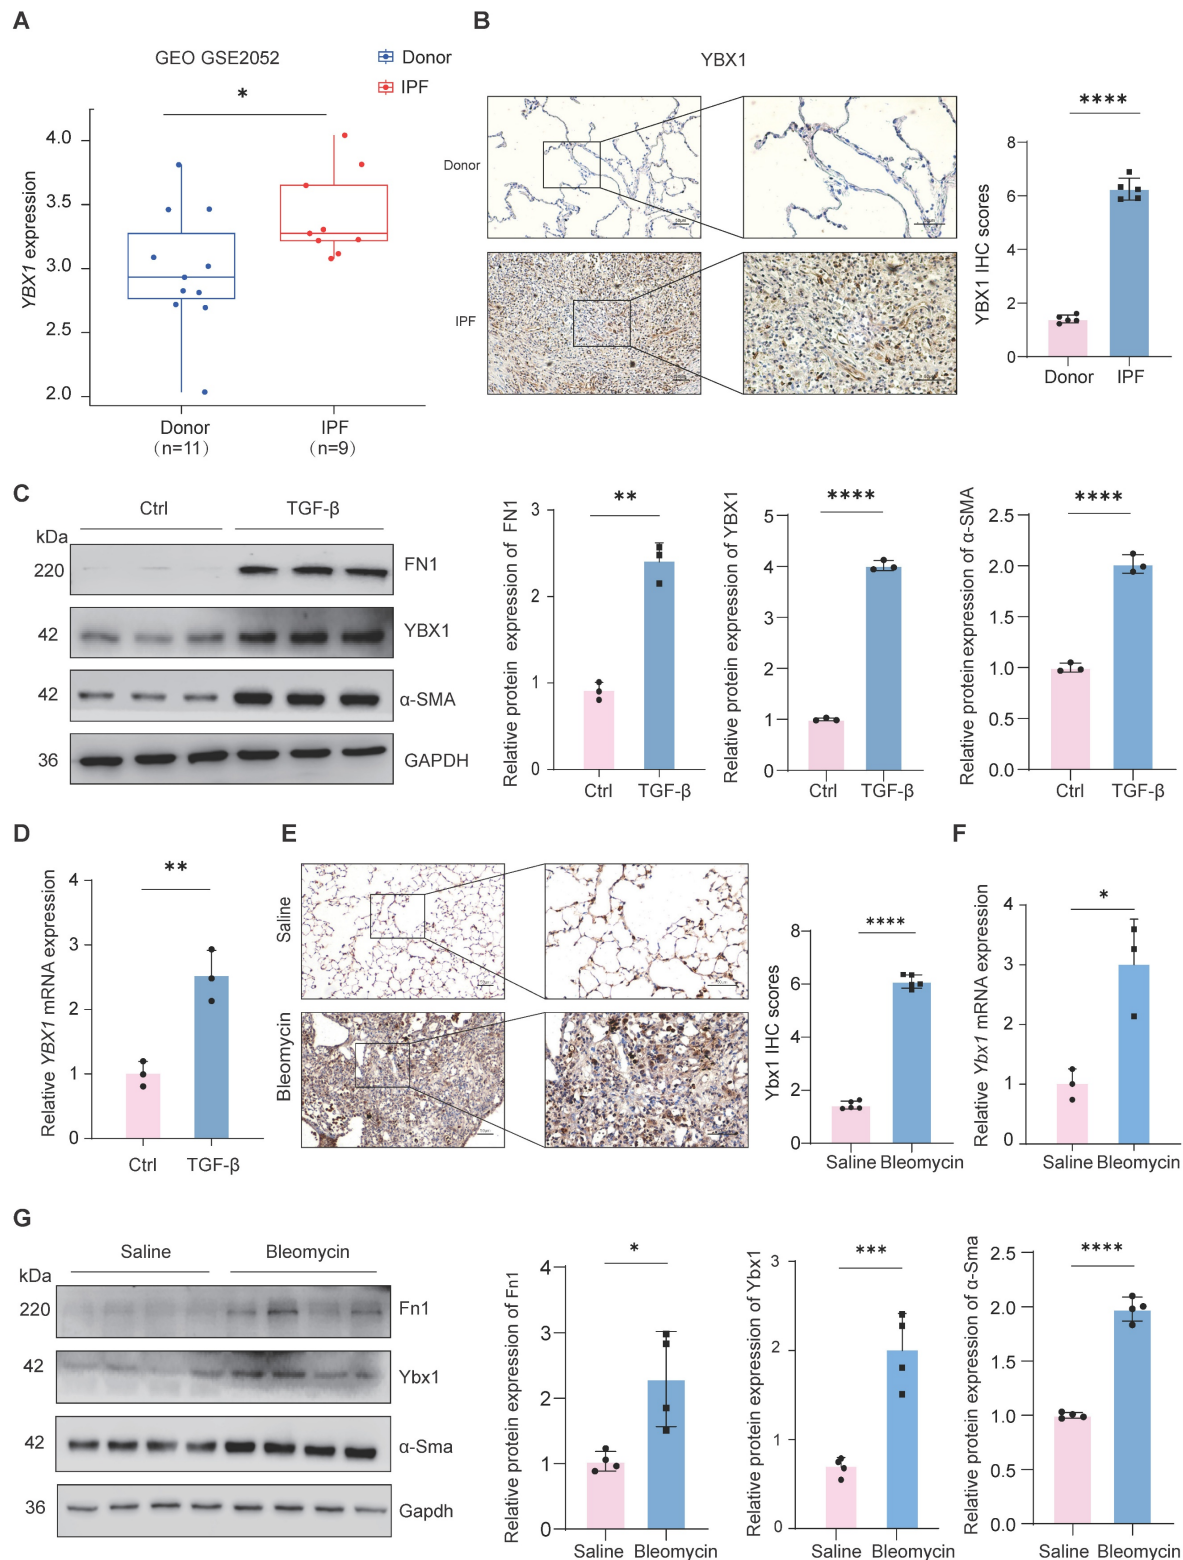 A
GEO GSE2052
Donor
IPF
*
YBX1 expression
4.0
3.5
3.0
2.5
2.0
Donor
(n=11)
IPF
(n=9)
B
YBX1
Donor
IPF
****
YBX1 IHC scores
8
6
4
2
0
Donor IPF
C
Ctrl TGF-β
kDa
220 FN1
42 YBX1
42 α-SMA
36 GAPDH
**
Relative protein expression of FN1
3
2
1
0
Ctrl TGF-β
****
Relative protein expression of YBX1
5
4
3
2
1
0
Ctrl TGF-β
****
Relative protein expression of α-SMA
2.5
2.0
1.5
1.0
0.5
0.0
Ctrl TGF-β
D
**
Relative YBX1 mRNA expression
4
3
2
1
0
Ctrl TGF-β
E
Saline
Bleomycin
****
Ybx1 IHC scores
8
6
4
2
0
Saline Bleomycin
F
*
Relative Ybx1 mRNA expression
4
3
2
1
0
Saline Bleomycin
G
Saline Bleomycin
kDa
220 Fn1
42 Ybx1
42 α-Sma
36 Gapdh
*
Relative protein expression of Fn1
4
3
2
1
0
Saline Bleomycin
***
Relative protein expression of Ybx1
3
2
1
0
Saline Bleomycin
****
Relative protein expression of α-Sma
2.5
2.0
1.5
1.0
0.5
0.0
Saline Bleomycin